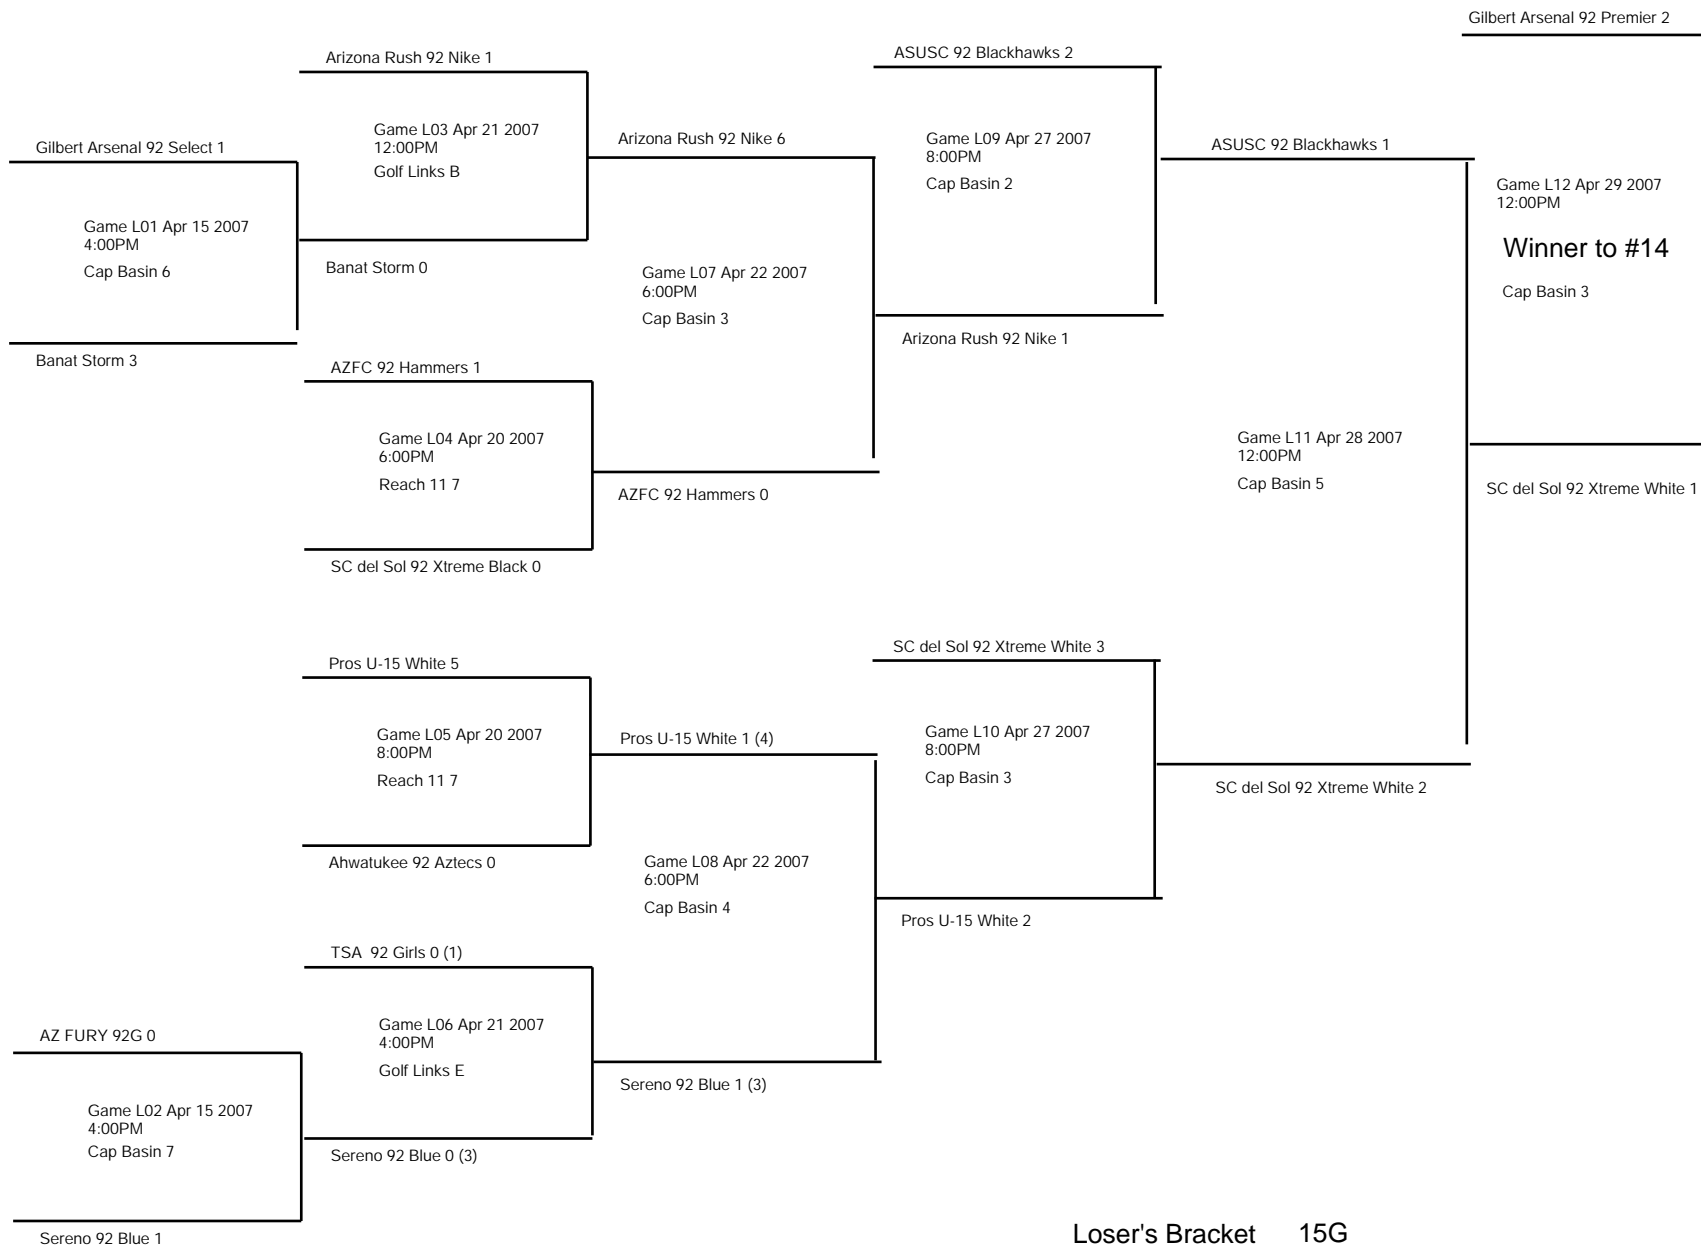 Gilbert Arsenal 92 Premier 2
Arizona Rush 92 Nike 1
ASUSC 92 Blackhawks 2
Gilbert Arsenal 92 Select 1
Game L03 Apr 21 2007
12:00PM
Golf Links B
Arizona Rush 92 Nike 6
Game L09 Apr 27 2007
8:00PM
Cap Basin 2
ASUSC 92 Blackhawks 1
Game L12 Apr 29 2007
12:00PM
Winner to #14
Cap Basin 3
Game L01 Apr 15 2007
4:00PM
Cap Basin 6
Banat Storm 0
Game L07 Apr 22 2007
6:00PM
Cap Basin 3
Arizona Rush 92 Nike 1
Banat Storm 3
AZFC 92 Hammers 1
Game L04 Apr 20 2007
6:00PM
Reach 11 7
AZFC 92 Hammers 0
Game L11 Apr 28 2007
12:00PM
Cap Basin 5
SC del Sol 92 Xtreme White 1
SC del Sol 92 Xtreme Black 0
Pros U-15 White 5
SC del Sol 92 Xtreme White 3
Game L05 Apr 20 2007
8:00PM
Reach 11 7
Pros U-15 White 1 (4)
Game L10 Apr 27 2007
8:00PM
Cap Basin 3
SC del Sol 92 Xtreme White 2
Ahwatukee 92 Aztecs 0
Game L08 Apr 22 2007
6:00PM
Cap Basin 4
Pros U-15 White 2
TSA  92 Girls 0 (1)
AZ FURY 92G 0
Game L06 Apr 21 2007
4:00PM
Golf Links E
Sereno 92 Blue 1 (3)
Game L02 Apr 15 2007
4:00PM
Cap Basin 7
Sereno 92 Blue 0 (3)
Sereno 92 Blue 1
Loser's Bracket 15G